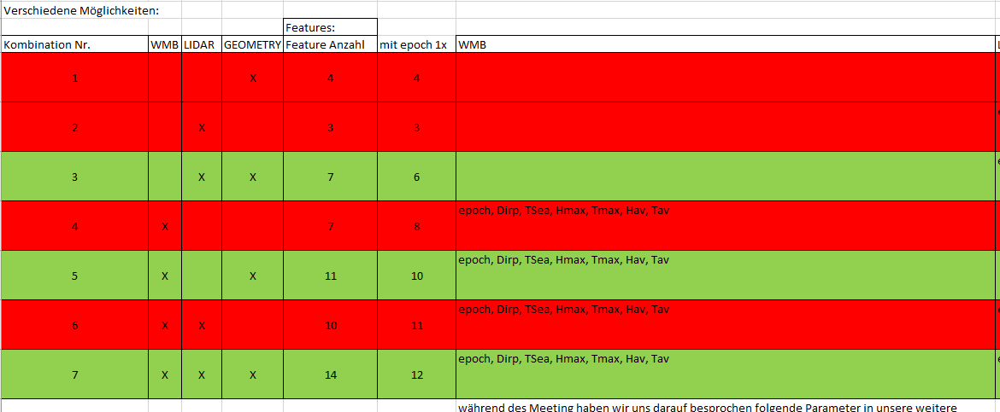 Verschiedene Möglichkeiten:
Features:
Kombination Nr. WMB LIDAR GEOMETRY Feature Anzahl mit epoch 1x WMB
1 X 4 4
2 X 3 3
3 X X 7 6
epoch, Dirp, TSea, Hmax, Tmax, Hav, Tav
4 X 7 8
epoch, Dirp, TSea, Hmax, Tmax, Hav, Tav
5 X X 11 10
epoch, Dirp, TSea, Hmax, Tmax, Hav, Tav
6 X X 10 11
epoch, Dirp, TSea, Hmax, Tmax, Hav, Tav
7 X X X 14 12
während des Meeting haben wir uns darauf besprochen folgende Parameter in unsere weitere